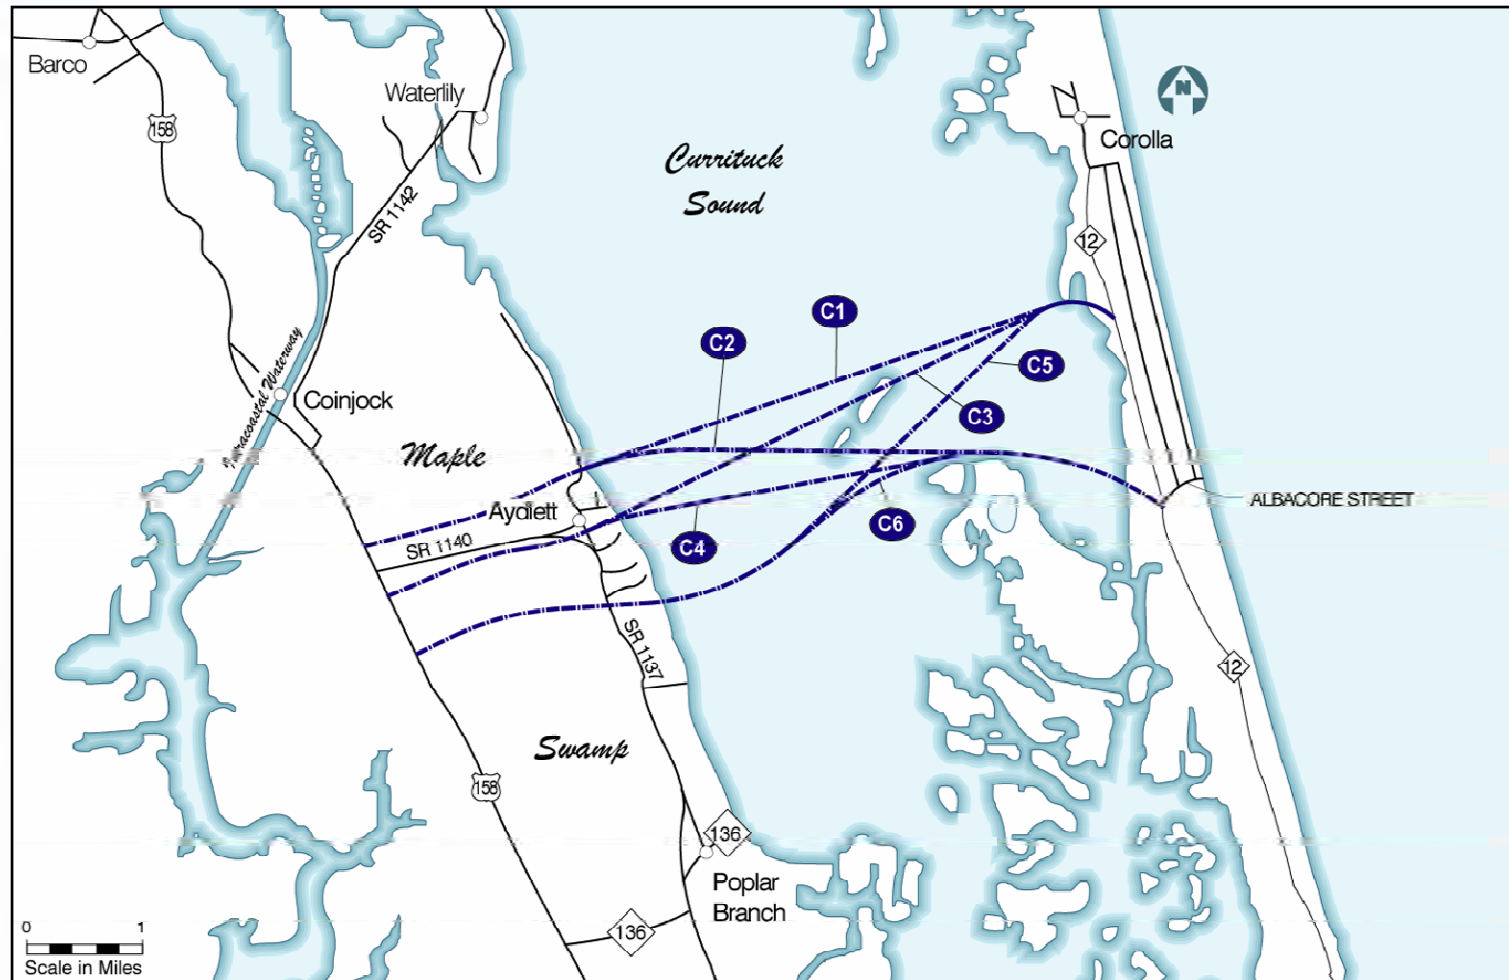 Barco
158
Waterlily
SR 1142
Currituck
Sound
N
Corolla
12
C1
C2
C5
C3
Intracoastal Waterway
Coinjock
Maple
Aydlett
SR 1140
C4
C6
ALBACORE STREET
SR 1137
12
Swamp
158
136
Poplar
Branch
136
0 1
Scale in Miles